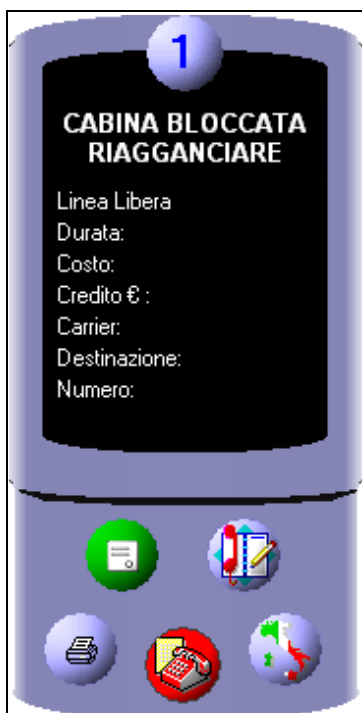 1
CABINA BLOCCATA
RIAGGANCIARE
Linea Libera
Durata:
Costo:
Credito € :
Carrier:
Destinazione:
Numero: